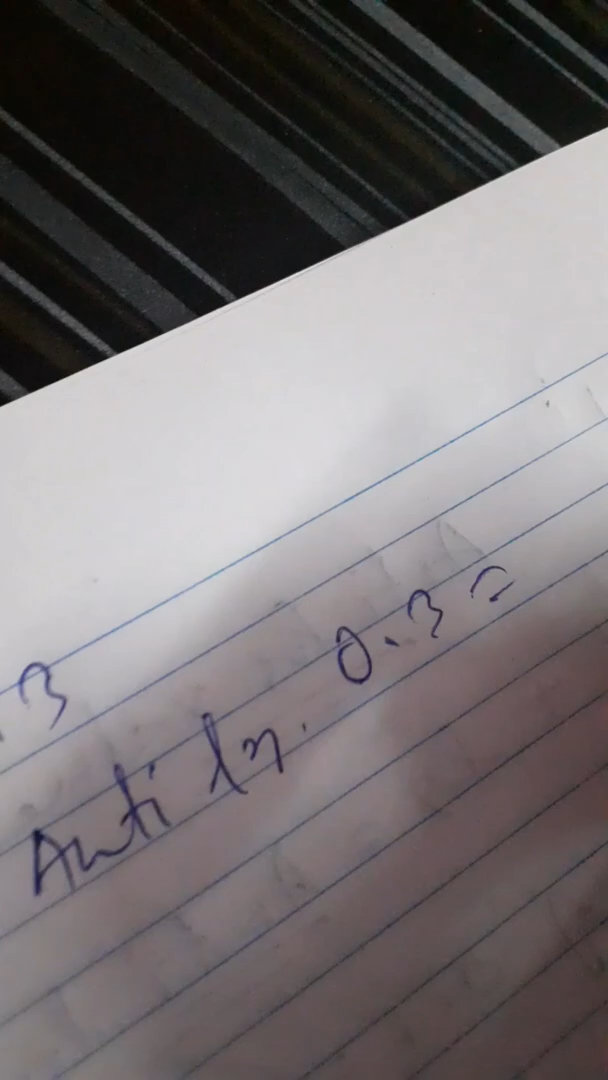 .3
Anti ln. 0.3 =